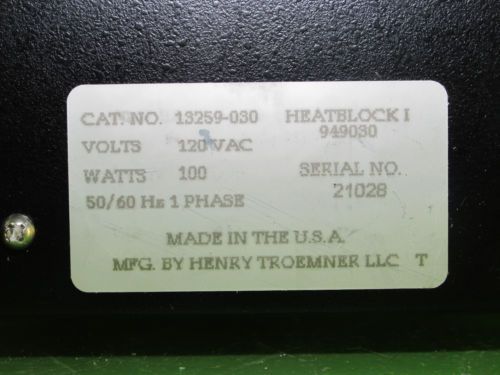 CAT. NO. 13259-030 HEATBLOCK I
949030
VOLTS 120 VAC
WATTS 100 SERIAL NO.
21028
50/60 Hz 1 PHASE
MADE IN THE U.S.A.
MFG. BY HENRY TROEMNER LLC T